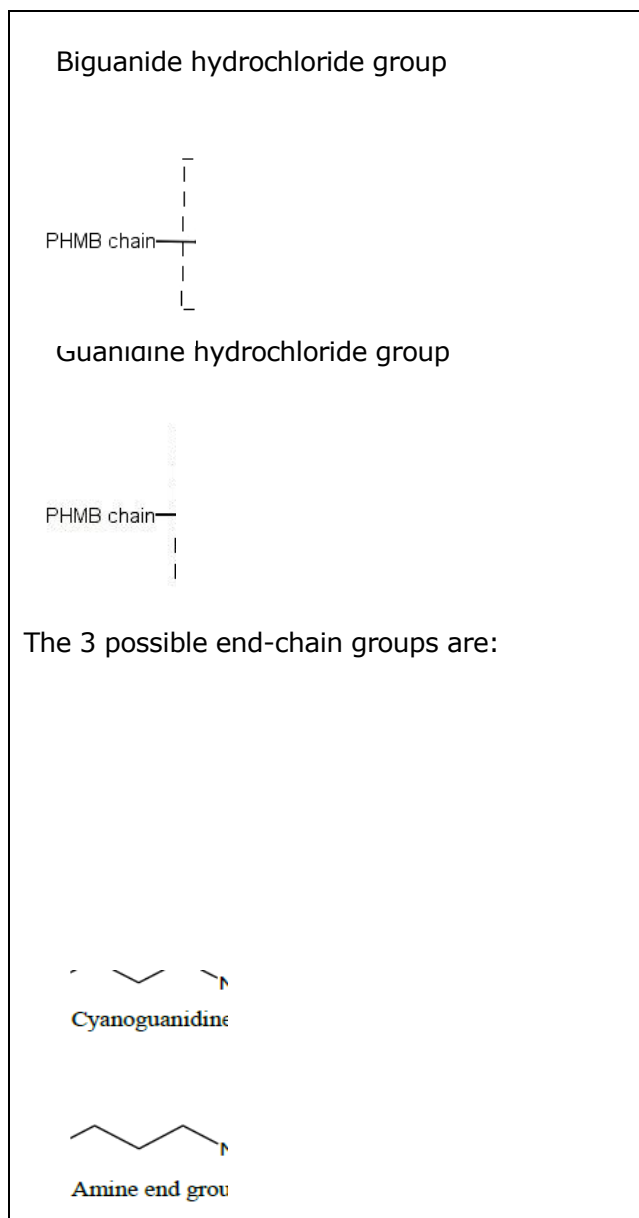 Biguanide hydrochloride group
PHMB chain
Guanidine hydrochloride group
PHMB chain
The 3 possible end-chain groups are:
N
Cyanoguanidine
N
Amine end grou